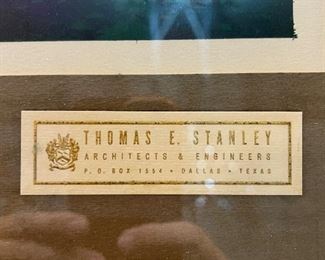 THOMAS E. STANLEY
ARCHITECTS & ENGINEERS
P. O. BOX 1554 • DALLAS • TEXAS